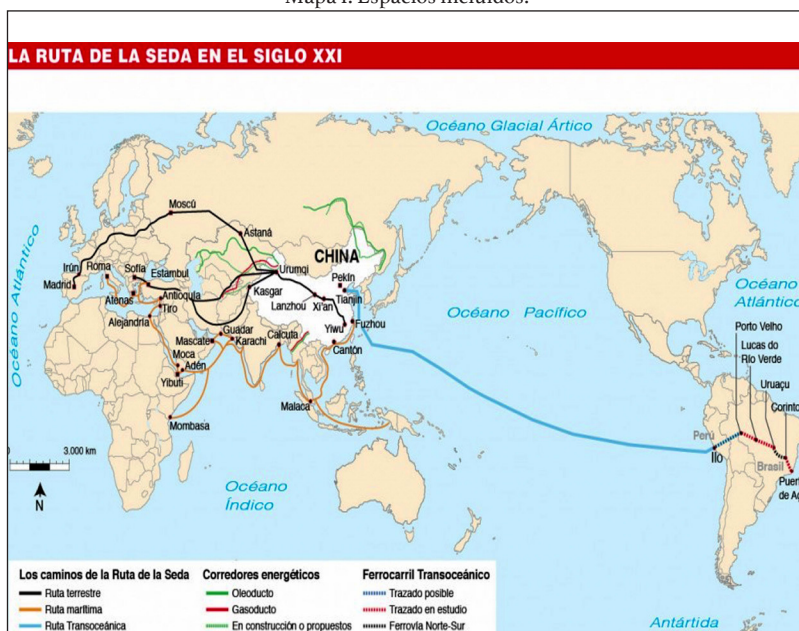 Mapa 1. Espacios incluidos.
LA RUTA DE LA SEDA EN EL SIGLO XXI
Océano Glacial Ártico
Océano Atlántico
Moscú
Astaná
CHINA
Irún
Roma
Sofía
Estambul
Urumqi
Pekín
Madrid
Kasgar
Tianjin
Atenas
Antioquía
Tiro
Lanzhou
Xi'an
Alejandría
Guadar
Yiwu
Fuzhou
Mascate
Karachi
Calcuta
Cantón
Moca
Adén
Yibuti
Malaca
Mombasa
Océano Pacífico
Océano
Atlántico
Porto Velho
Lucas do
Río Verde
Uruaçu
Corinto
Perú
Ilo
Brasil
3.000 km
N
Océano
Índico
Antártida
Los caminos de la Ruta de la Seda
Ruta terrestre
Ruta marítima
Ruta Transoceánica
Corredores energéticos
Oleoducto
Gasoducto
En construcción o propuestos
Ferrocarril Transoceánico
Trazado posible
Trazado en estudio
Ferrovía Norte-Sur